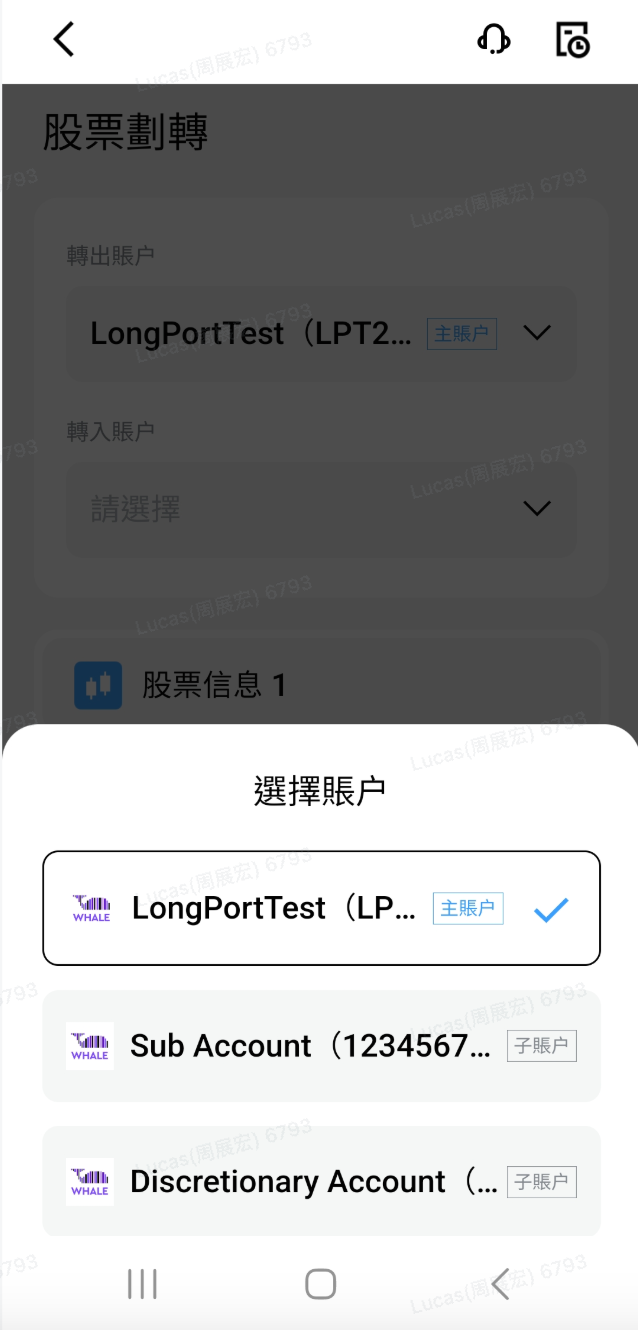 股票劃轉
轉出賬户
LongPortTest（LPT2... 主賬户
轉入賬户
請選擇
股票信息 1
選擇賬户
WHALE LongPortTest（LP... 主賬户
WHALE Sub Account（1234567... 子賬户
WHALE Discretionary Account（... 子賬户
Lucas(周展宏) 6793